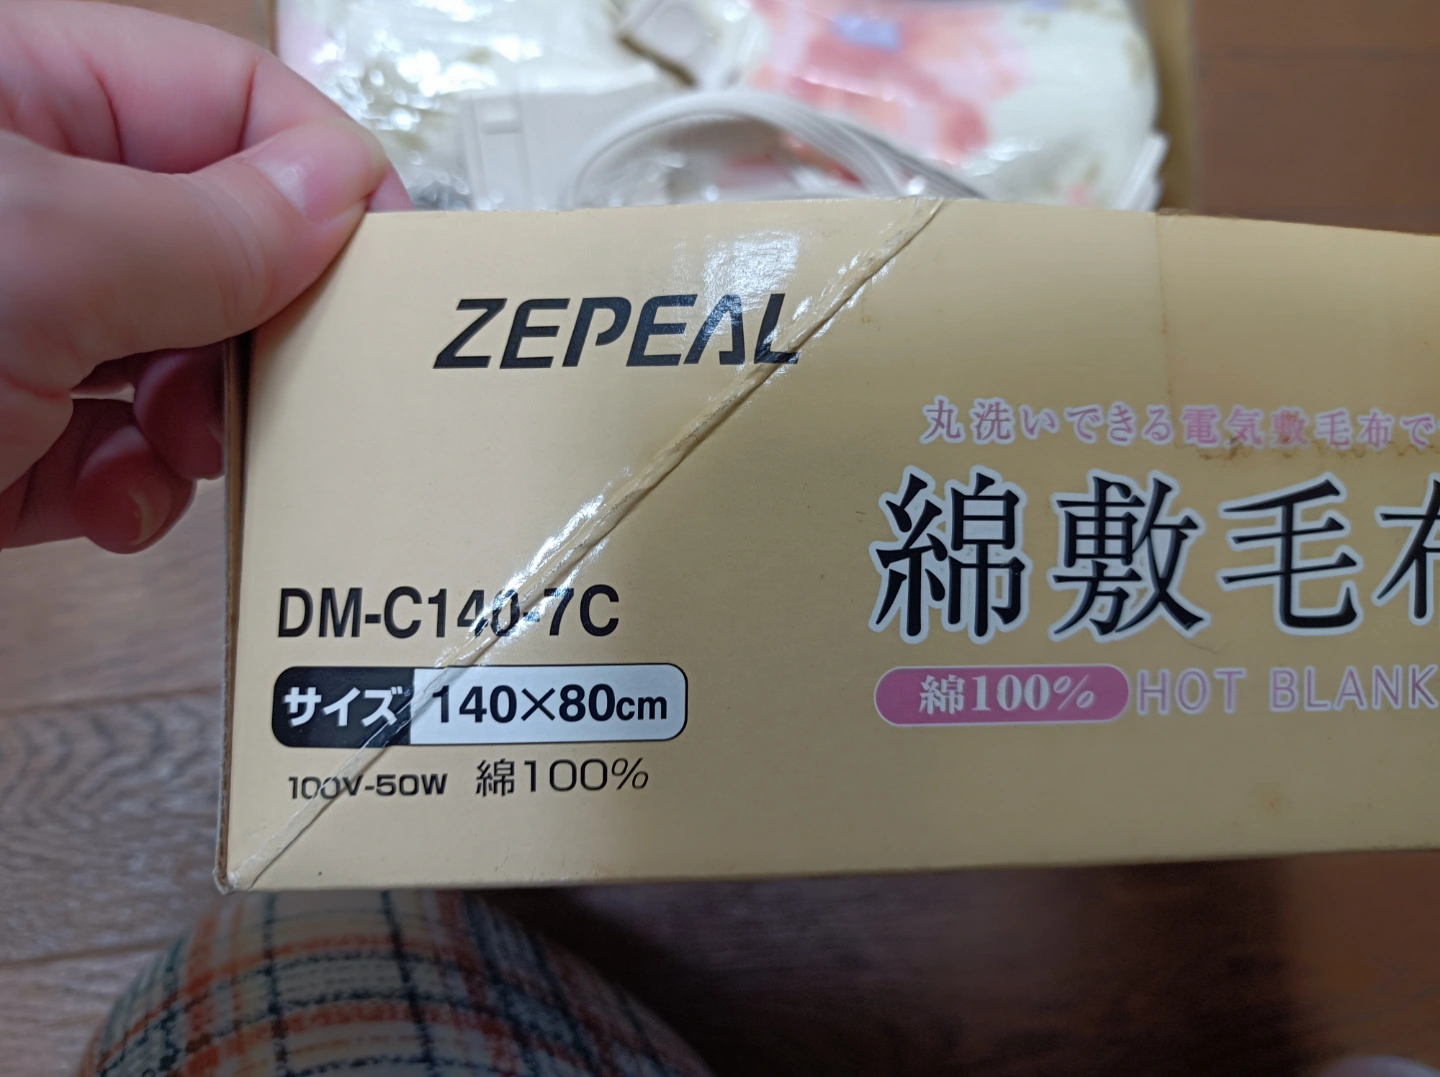 ZEPEAL
丸洗いできる電気敷毛布で
綿敷毛布
DM-C140-7C
サイズ 140×80cm
綿100% HOT BLANK
100V-50W 綿100%